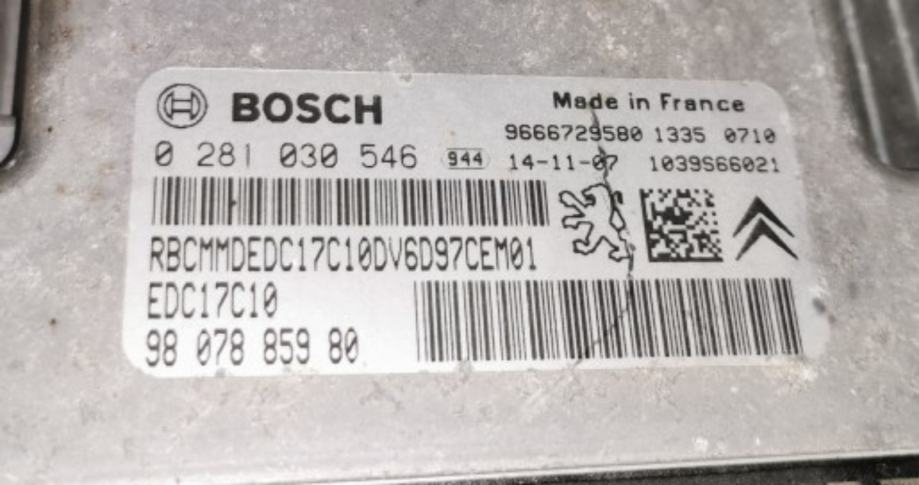 BOSCH
Made in France
9666729580 1335 0710
0 281 030 546 944 14-11-07 1039S66021
RBCMMDEDC17C10DV6D97CEM01
EDC17C10
98 078 859 80